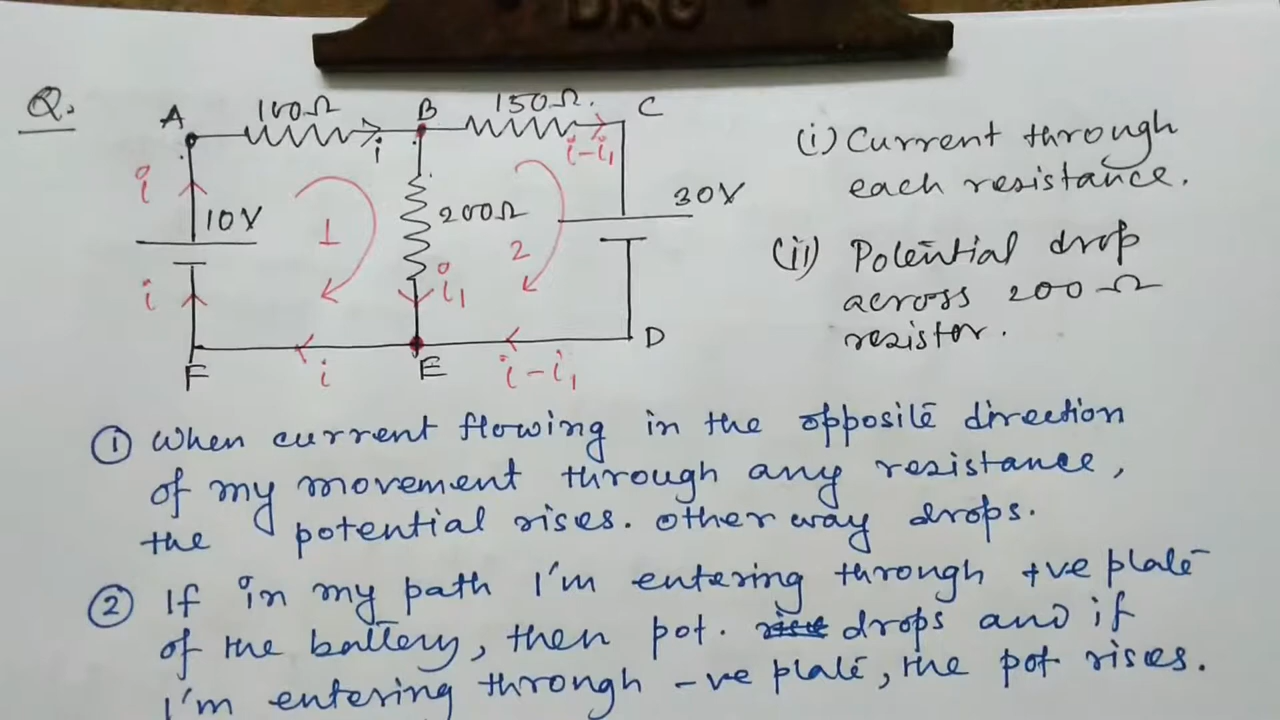 DRG
Q.
A 100Ω B 150Ω. C
i i i-i₁
10V 1 200Ω 2 30V
i i₁
F i E i-i₁ D
(i) Current through
each resistance.
(ii) Potential drop
across 200Ω
resistor.
① When current flowing in the opposite direction
of my movement through any resistance,
the potential rises. other way drops.
② If in my path I'm entering through +ve plate
of the battery, then pot. drops and if
I'm entering through -ve plate, the pot rises.